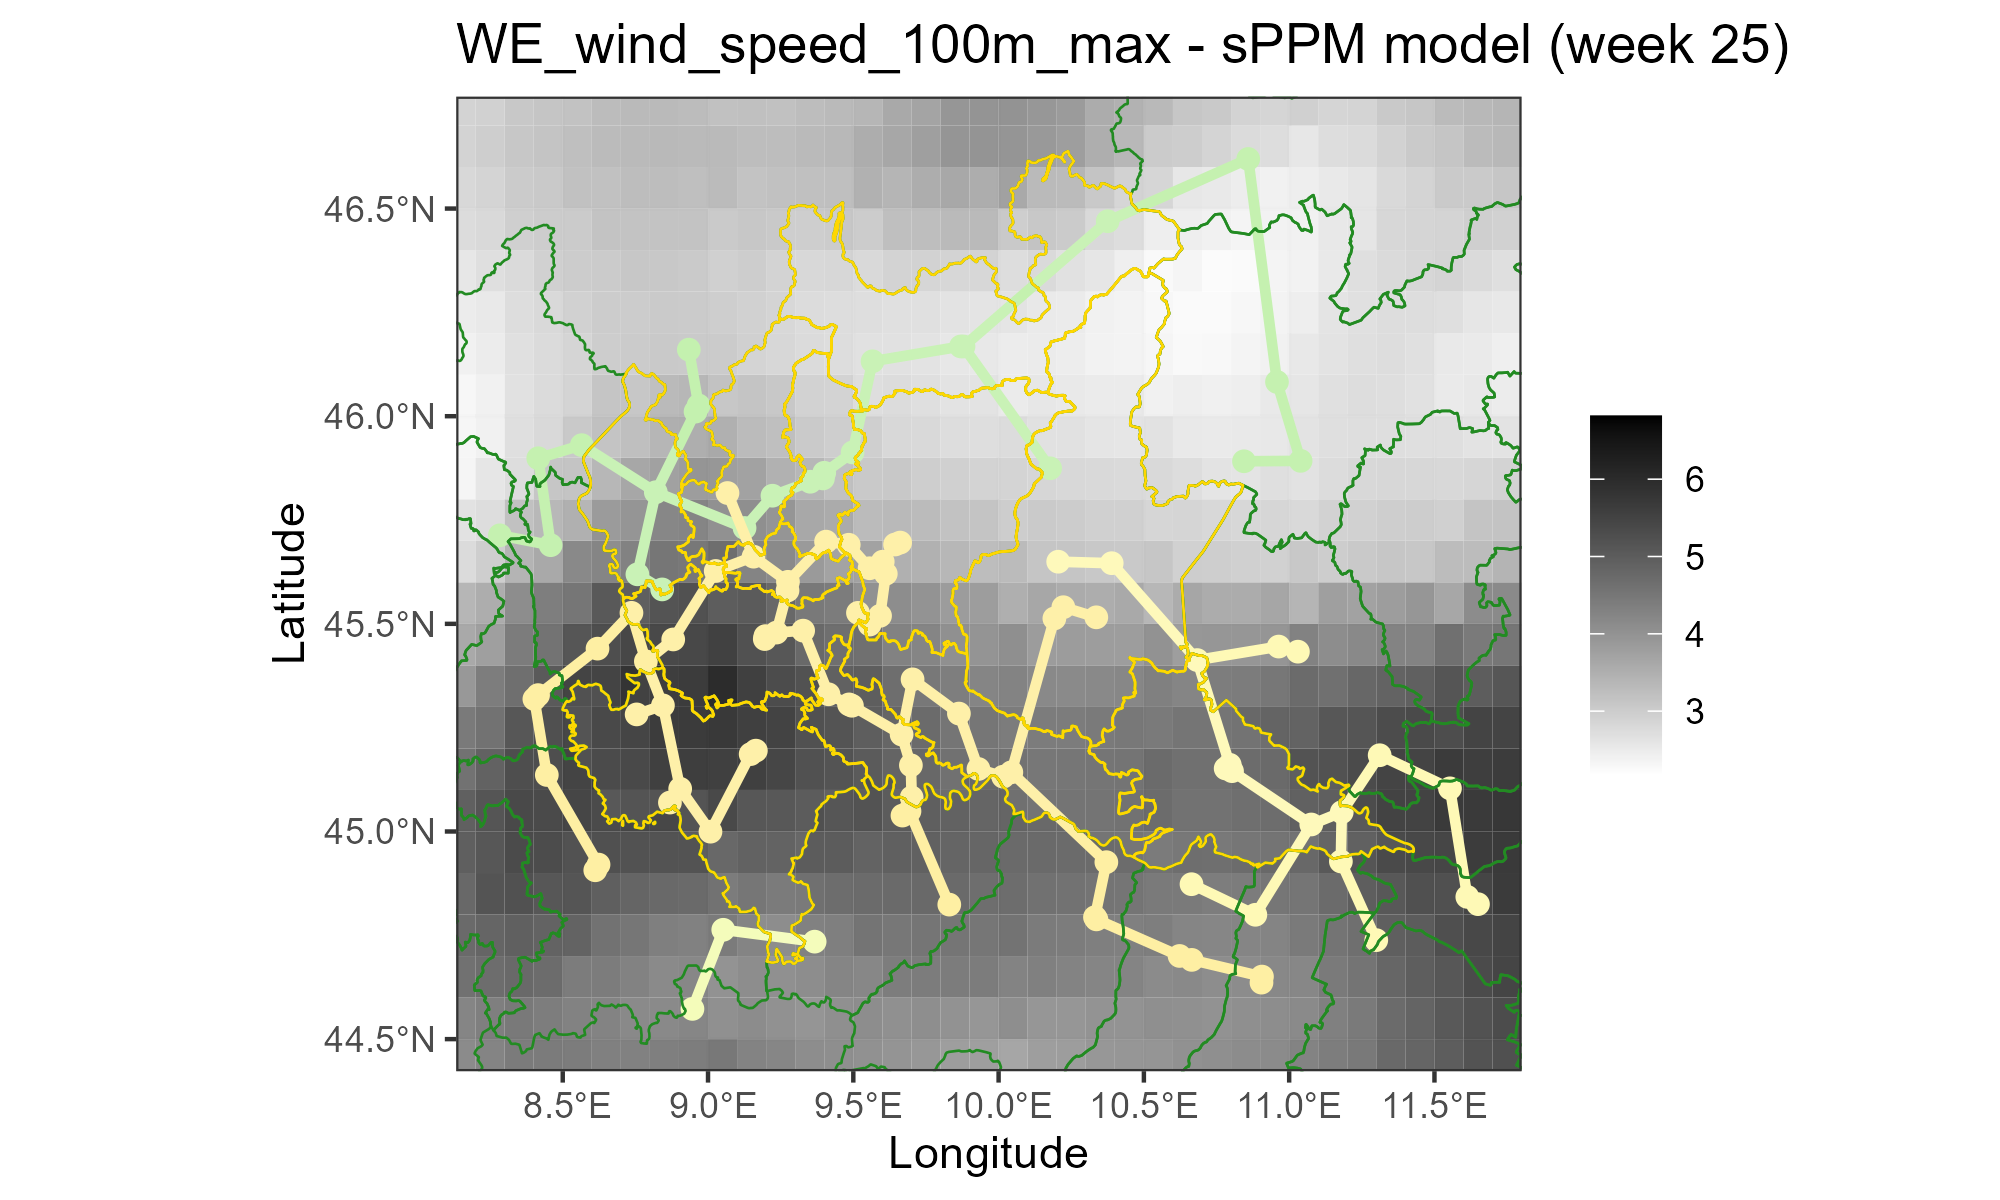 WE_wind_speed_100m_max - sPPM model (week 25)
46.5°N
46.0°N
45.5°N
45.0°N
44.5°N
Latitude
8.5°E
9.0°E
9.5°E
10.0°E
10.5°E
11.0°E
11.5°E
Longitude
6
5
4
3